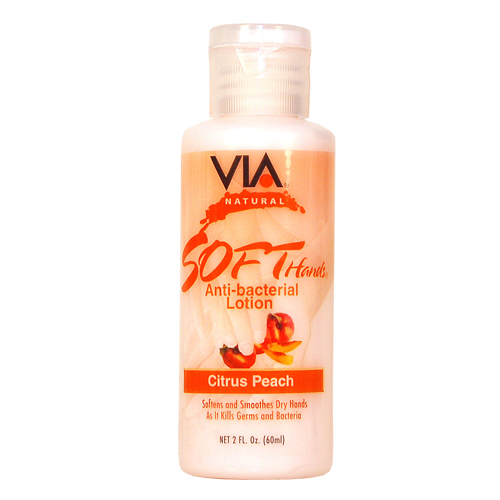 VIA®
NATURAL
SOFT Hands
Anti-bacterial
Lotion
Citrus Peach
Softens and Smoothes Dry Hands
As It Kills Germs and Bacteria
NET 2 FL. Oz. (60ml)